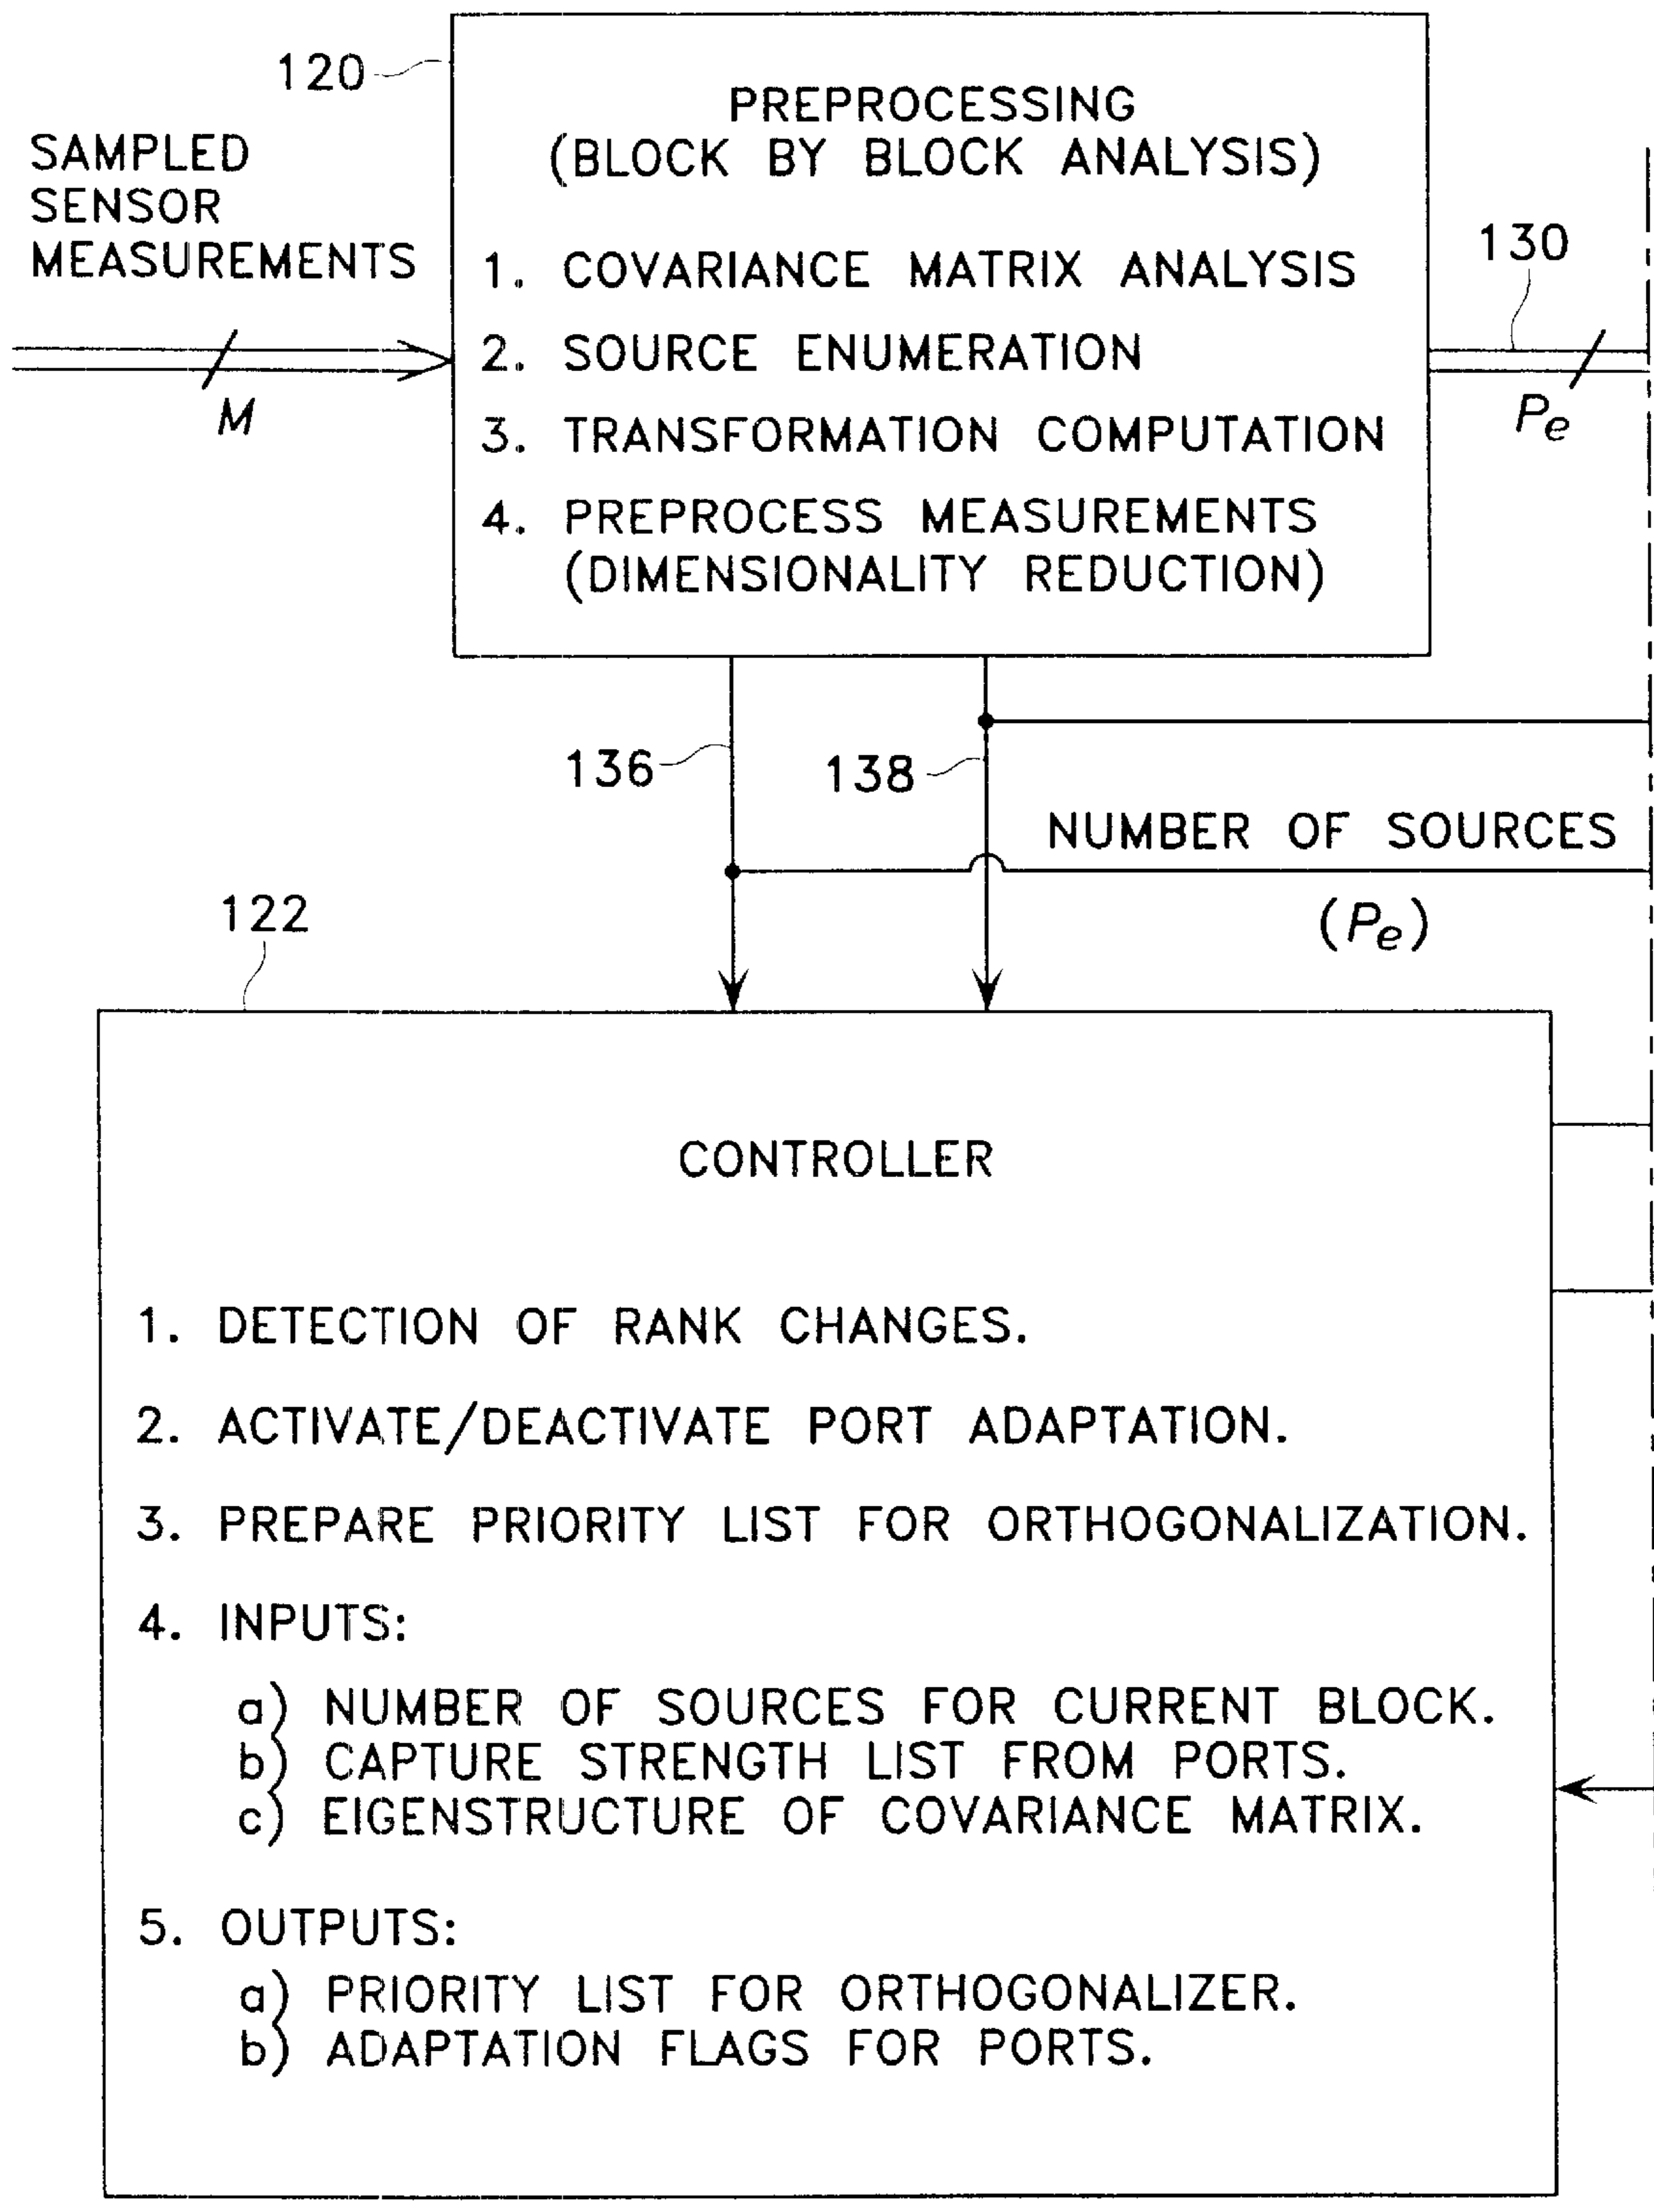 120
PREPROCESSING
(BLOCK BY BLOCK ANALYSIS)
SAMPLED
SENSOR
MEASUREMENTS
M
1. COVARIANCE MATRIX ANALYSIS
2. SOURCE ENUMERATION
3. TRANSFORMATION COMPUTATION
4. PREPROCESS MEASUREMENTS
(DIMENSIONALITY REDUCTION)
130
Pe
136
138
NUMBER OF SOURCES
(Pe)
122
CONTROLLER
1. DETECTION OF RANK CHANGES.
2. ACTIVATE/DEACTIVATE PORT ADAPTATION.
3. PREPARE PRIORITY LIST FOR ORTHOGONALIZATION.
4. INPUTS:
a) NUMBER OF SOURCES FOR CURRENT BLOCK.
b) CAPTURE STRENGTH LIST FROM PORTS.
c) EIGENSTRUCTURE OF COVARIANCE MATRIX.
5. OUTPUTS:
a) PRIORITY LIST FOR ORTHOGONALIZER.
b) ADAPTATION FLAGS FOR PORTS.